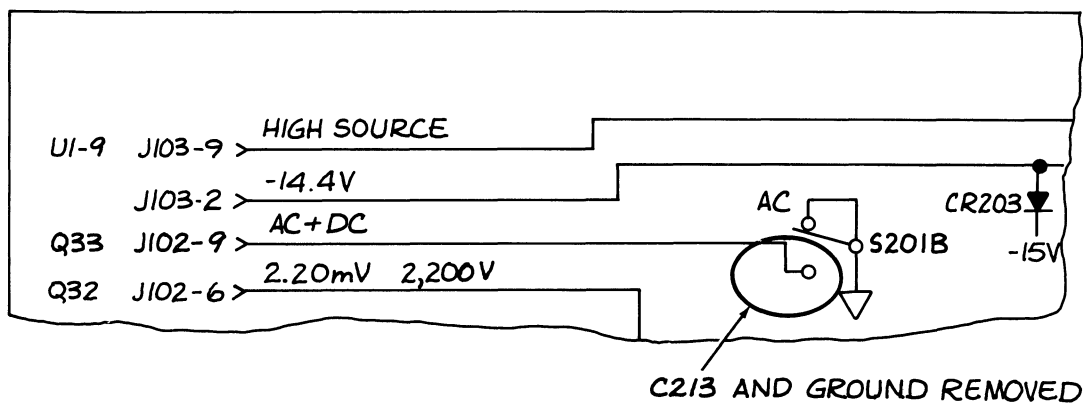 HIGH SOURCE
U1-9 J103-9
-14.4V
J103-2
AC
CR203
AC+DC
Q33 J102-9
S201B
-15V
2.20mV 2,200V
Q32 J102-6
C213 AND GROUND REMOVED